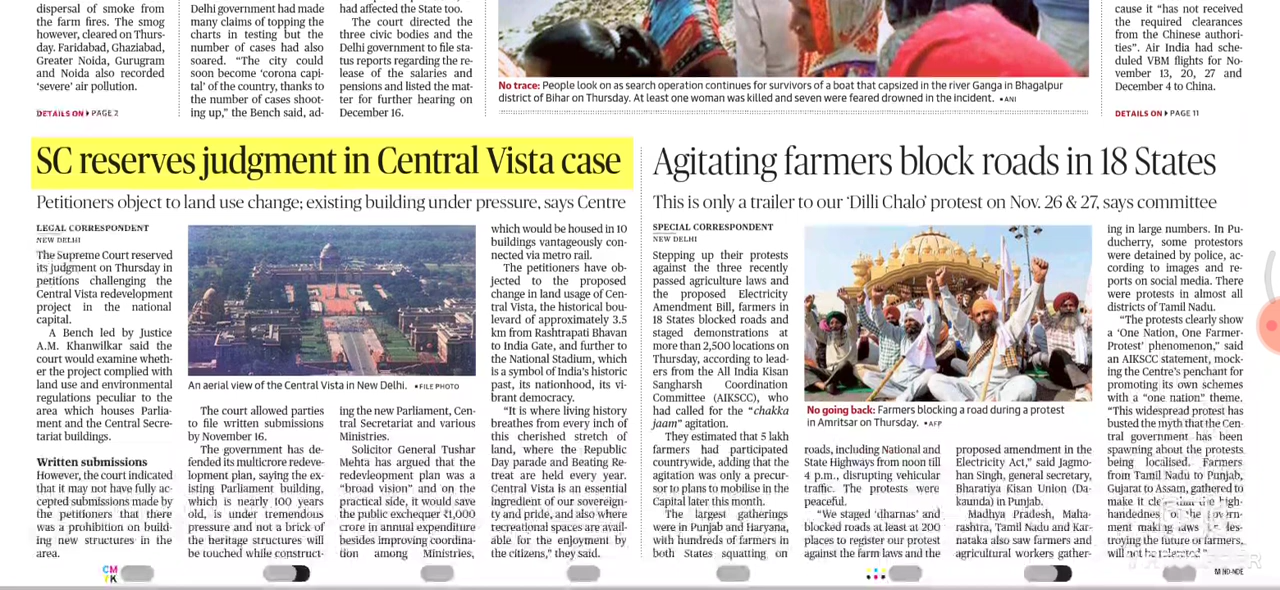 dispersal of smoke from
the farm fires. The smog
however, cleared on Thurs-
day. Faridabad, Ghaziabad,
Greater Noida, Gurugram
and Noida also recorded
‘severe’ air pollution.
DETAILS ON PAGE 2
Delhi government had made
many claims of topping the
charts in testing but the
number of cases had also
soared. “The city could
soon become ‘corona capi-
tal’ of the country, thanks to
the number of cases shoot-
ing up,” the Bench said, ad-
had affected the State too.
The court directed the
three civic bodies and the
Delhi government to file sta-
tus reports regarding the re-
lease of the salaries and
pensions and listed the mat-
ter for further hearing on
December 16.
No trace: People look on as search operation continues for survivors of a boat that capsized in the river Ganga in Bhagalpur
district of Bihar on Thursday. At least one woman was killed and seven were feared drowned in the incident. ▪ANI
cause it “has not received
the required clearances
from the Chinese authori-
ties”. Air India had sche-
duled VBM flights for No-
vember 13, 20, 27 and
December 4 to China.
DETAILS ON PAGE 11
SC reserves judgment in Central Vista case
Petitioners object to land use change; existing building under pressure, says Centre
LEGAL CORRESPONDENT
NEW DELHI
The Supreme Court reserved
its judgment on Thursday in
petitions challenging the
Central Vista redevelopment
project in the national
capital.
A Bench led by Justice
A.M. Khanwilkar said the
court would examine wheth-
er the project complied with
land use and environmental
regulations peculiar to the
area which houses Parlia-
ment and the Central Secre-
tariat buildings.
Written submissions
However, the court indicated
that it may not have fully ac-
cepted submissions made by
the petitioners that there
was a prohibition on build-
ing new structures in the
area.
An aerial view of the Central Vista in New Delhi. ▪FILE PHOTO
The court allowed parties
to file written submissions
by November 16.
The government has de-
fended its multicrore redeve-
lopment plan, saying the ex-
isting Parliament building,
which is nearly 100 years
old, is under tremendous
pressure and not a brick of
the heritage structures will
be touched while construct-
ing the new Parliament, Cen-
tral Secretariat and various
Ministries.
Solicitor General Tushar
Mehta has argued that the
redevleopment plan was a
“broad vision” and on the
practical side, it would save
the public exchequer ₹1,000
crore in annual expenditure
besides improving coordina-
tion among Ministries,
which would be housed in 10
buildings vantageously con-
nected via metro rail.
The petitioners have ob-
jected to the proposed
change in land usage of Cen-
tral Vista, the historical bou-
levard of approximately 3.5
km from Rashtrapati Bhavan
to India Gate, and further to
the National Stadium, which
is a symbol of India’s historic
past, its nationhood, its vi-
brant democracy.
“It is where living history
breathes from every inch of
this cherished stretch of
land, where the Republic
Day parade and Beating Re-
treat are held every year.
Central Vista is an essential
ingredient of our sovereign-
ty and pride, and also where
recreational spaces are avail-
able for the enjoyment by
the citizens,” they said.
Agitating farmers block roads in 18 States
This is only a trailer to our ‘Dilli Chalo’ protest on Nov. 26 & 27, says committee
SPECIAL CORRESPONDENT
NEW DELHI
Stepping up their protests
against the three recently
passed agriculture laws and
the proposed Electricity
Amendment Bill, farmers in
18 States blocked roads and
staged demonstrations at
more than 2,500 locations on
Thursday, according to lead-
ers from the All India Kisan
Sangharsh Coordination
Committee (AIKSCC), who
had called for the “chakka
jaam” agitation.
They estimated that 5 lakh
farmers had participated
countrywide, adding that the
agitation was only a precur-
sor to plans to mobilise in the
Capital later this month.
The largest gatherings
were in Punjab and Haryana,
with hundreds of farmers in
both States squatting on
No going back: Farmers blocking a road during a protest
in Amritsar on Thursday. ▪AFP
roads, including National and
State Highways from noon till
4 p.m., disrupting vehicular
traffic. The protests were
peaceful.
“We staged ‘dharnas’ and
blocked roads at least at 200
places to register our protest
against the farm laws and the
proposed amendment in the
Electricity Act,” said Jagmo-
han Singh, general secretary,
Bharatiya Kisan Union (Da-
kaunda) in Punjab.
Madhya Pradesh, Maha-
rashtra, Tamil Nadu and Kar-
nataka also saw farmers and
agricultural workers gather-
ing in large numbers. In Pu-
ducherry, some protestors
were detained by police, ac-
cording to images and re-
ports on social media. There
were protests in almost all
districts of Tamil Nadu.
“The protests clearly show
a ‘One Nation, One Farmer-
Protest’ phenomenon,” said
an AIKSCC statement, mock-
ing the Centre’s penchant for
promoting its own schemes
with a “one nation” theme.
“This widespread protest has
busted the myth that the Cen-
tral government has been
spawning about the protests
being localised. Farmers
from Tamil Nadu to Punjab,
Gujarat to Assam, gathered to
make it
handedness
ment making laws
troying the future of farmers,
will not be tolerated.”
CM
YK
M ND-NDE